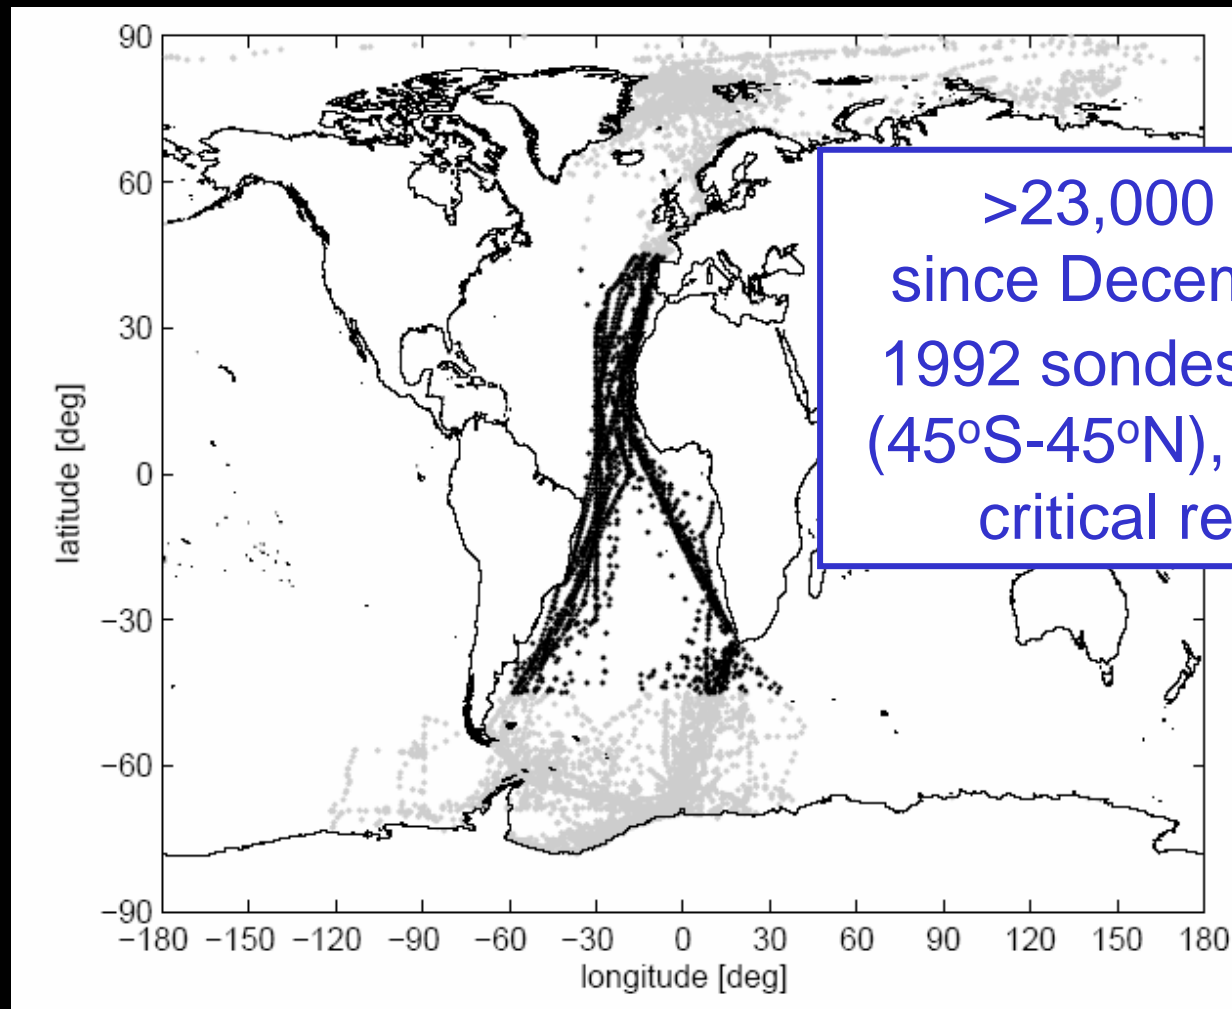 90
60
30
0
−30
−60
−90
latitude [deg]
−180 −150 −120 −90 −60 −30 0 30 60 90 120 150 180
longitude [deg]
>23,000
since Decem
1992 sondes
(45ºS-45ºN),
critical re